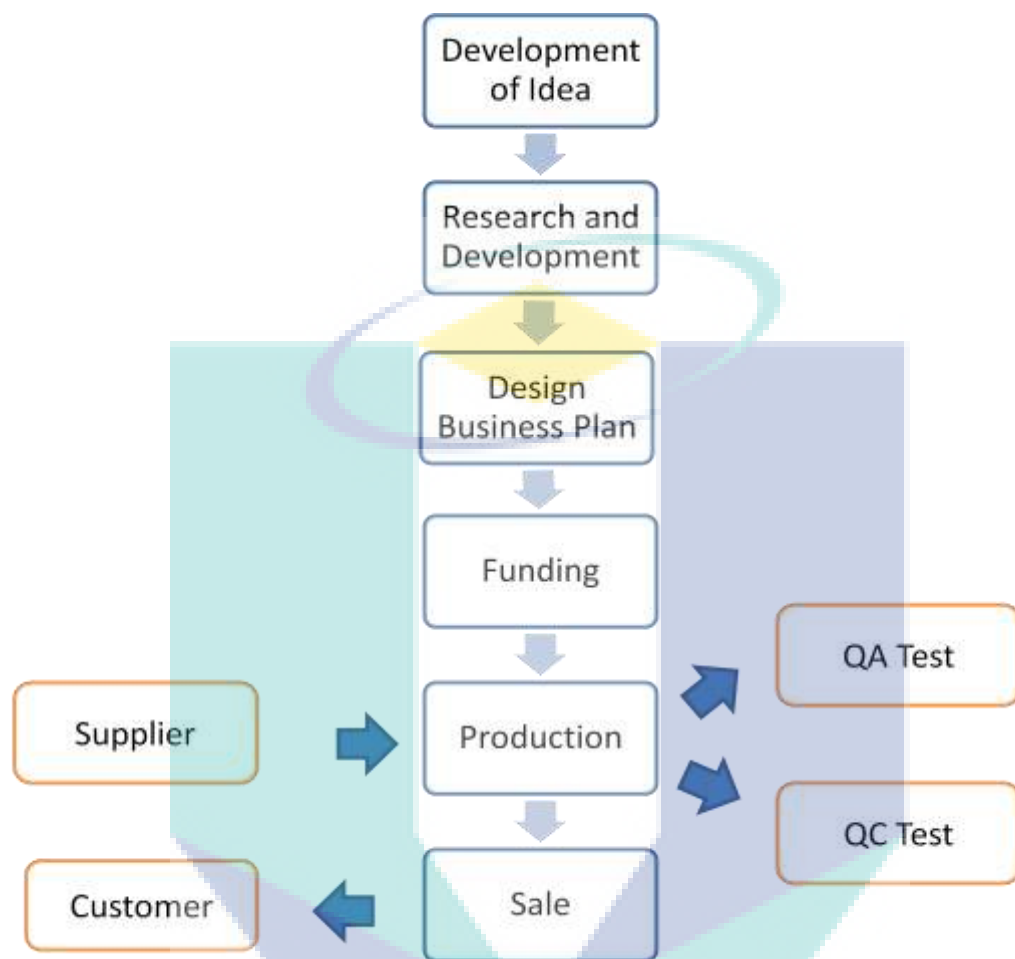 Development
of Idea
Research and
Development
Design
Business Plan
Funding
QA Test
Supplier
Production
QC Test
Customer
Sale